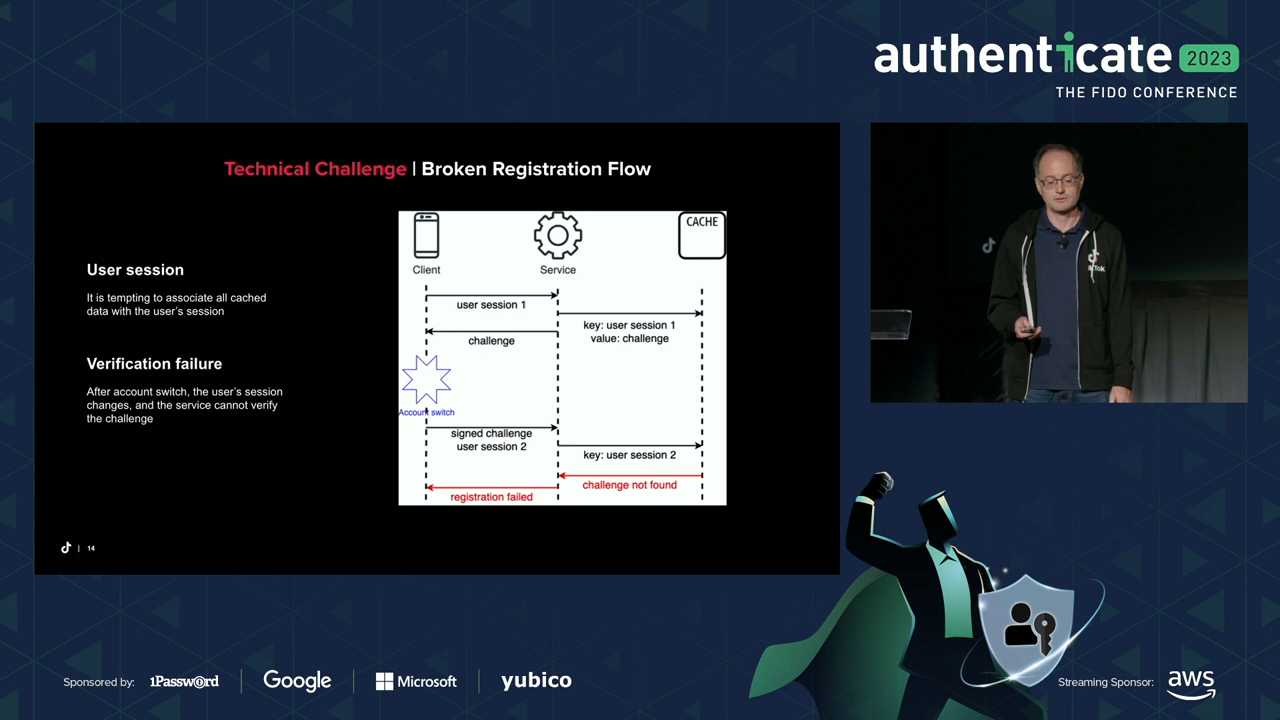 authenticate 2023
THE FIDO CONFERENCE
Technical Challenge | Broken Registration Flow
User session
It is tempting to associate all cached
data with the user's session
Verification failure
After account switch, the user's session
changes, and the service cannot verify
the challenge
CACHE
Client
Service
user session 1
key: user session 1
value: challenge
challenge
Account switch
signed challenge
user session 2
key: user session 2
challenge not found
registration failed
| 14
Sponsored by:
1Password
Google
Microsoft
yubico
Streaming Sponsor:
aws